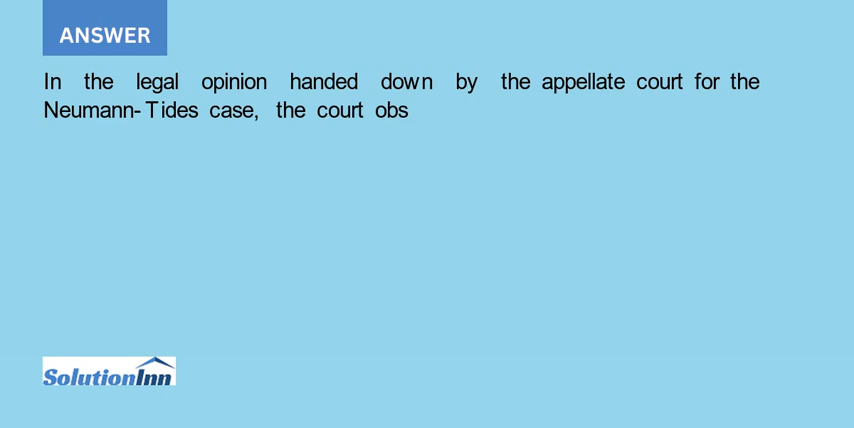 ANSWER
In the legal opinion handed down by the appellate court for the
Neumann- Tides case, the court obs
SolutionInn